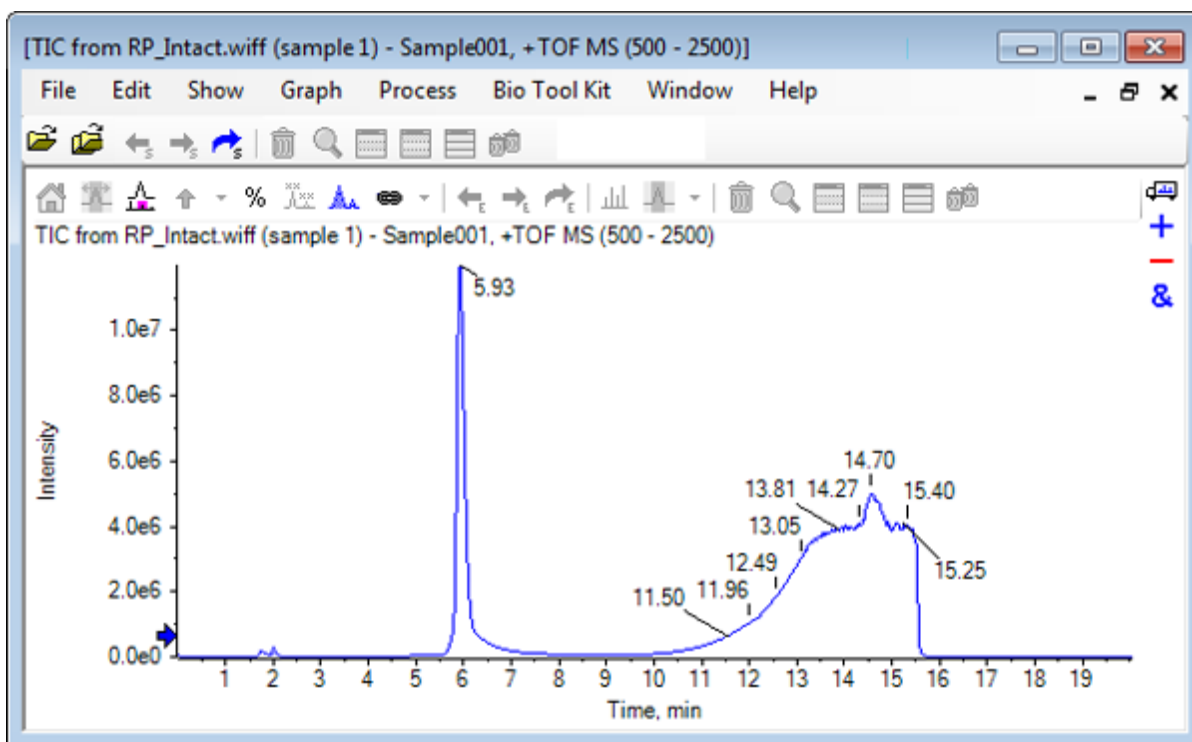 [TIC from RP_Intact.wiff (sample 1) - Sample001, +TOF MS (500 - 2500)]
File Edit Show Graph Process Bio Tool Kit Window Help
S S S
% E E E
TIC from RP_Intact.wiff (sample 1) - Sample001, +TOF MS (500 - 2500)
+
−
&
5.93
1.0e7
8.0e6
6.0e6
4.0e6
2.0e6
0.0e0
Intensity
14.70
13.81 14.27 15.40
13.05
12.49
15.25
11.96
11.50
1 2 3 4 5 6 7 8 9 10 11 12 13 14 15 16 17 18 19
Time, min